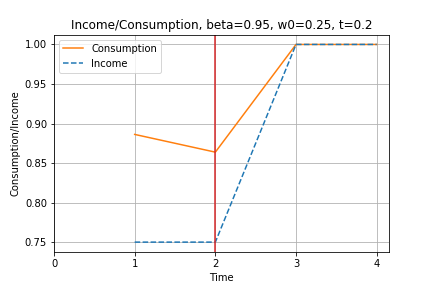 Income/Consumption, beta=0.95, w0=0.25, t=0.2
Consumption
Income
Consumption/Income
1.00
0.95
0.90
0.85
0.80
0.75
0
1
2
3
4
Time